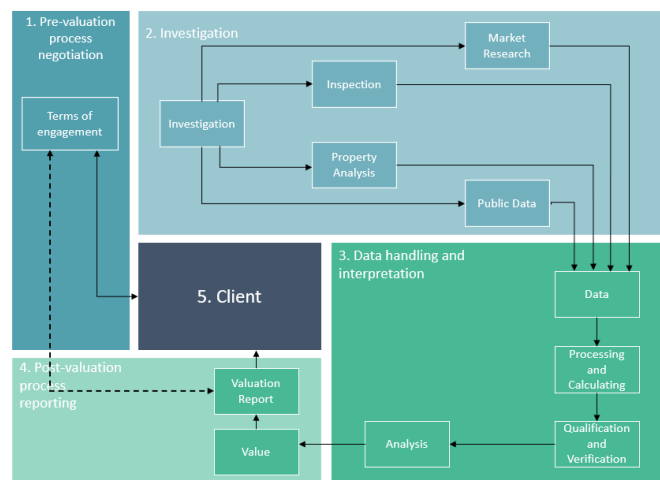 1. Pre-valuation
process
negotiation
Terms of
engagement
2. Investigation
Market
Research
Inspection
Investigation
Property
Analysis
Public Data
3. Data handling and
interpretation
Data
Processing
and
Calculating
Qualification
and
Verification
Analysis
5. Client
4. Post-valuation
process
reporting
Valuation
Report
Value